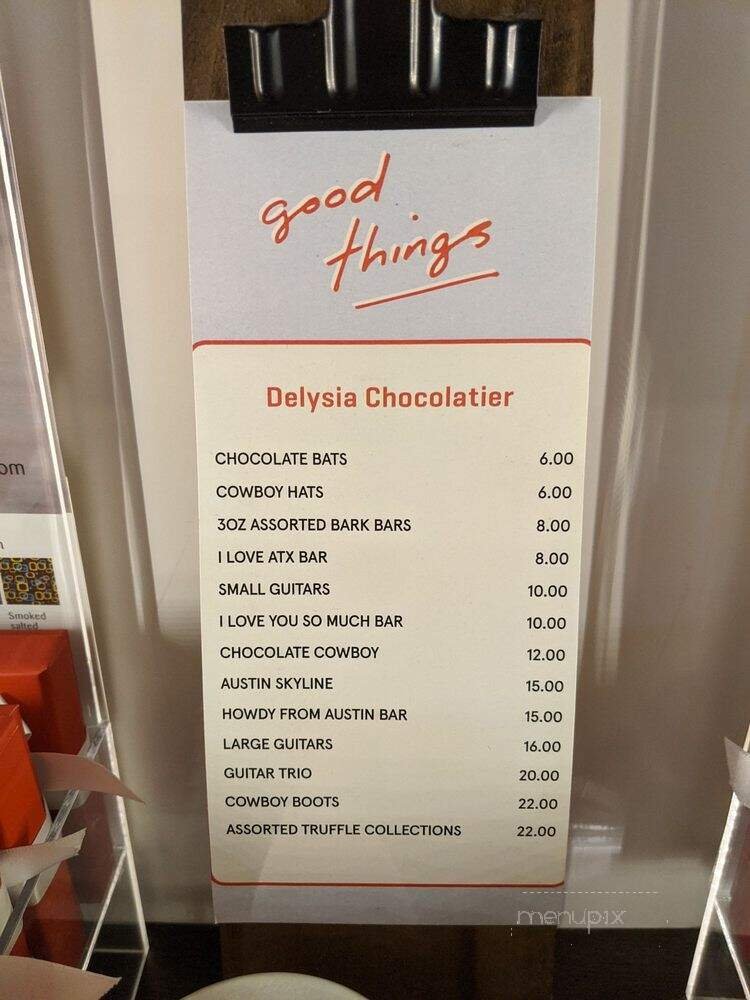 good
things
Delysia Chocolatier
CHOCOLATE BATS 6.00
COWBOY HATS 6.00
3OZ ASSORTED BARK BARS 8.00
I LOVE ATX BAR 8.00
SMALL GUITARS 10.00
I LOVE YOU SO MUCH BAR 10.00
CHOCOLATE COWBOY 12.00
AUSTIN SKYLINE 15.00
HOWDY FROM AUSTIN BAR 15.00
LARGE GUITARS 16.00
GUITAR TRIO 20.00
COWBOY BOOTS 22.00
ASSORTED TRUFFLE COLLECTIONS 22.00
om
Smoked
salted
menupix